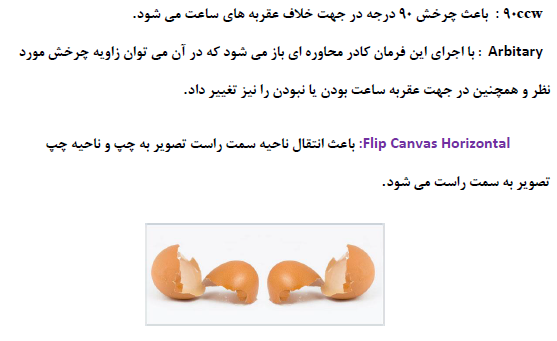 ۹۰ccw : باعث چرخش ۹۰ درجه در جهت خلاف عقربه های ساعت می شود.
Arbitary : با اجرای این فرمان کادر محاوره ای باز می شود که در آن می توان زاویه چرخش مورد
نظر و همچنین در جهت عقربه ساعت بودن یا نبودن را نیز تغییر داد.
Flip Canvas Horizontal: باعث انتقال ناحیه سمت راست تصویر به چپ و ناحیه چپ
تصویر به سمت راست می شود.